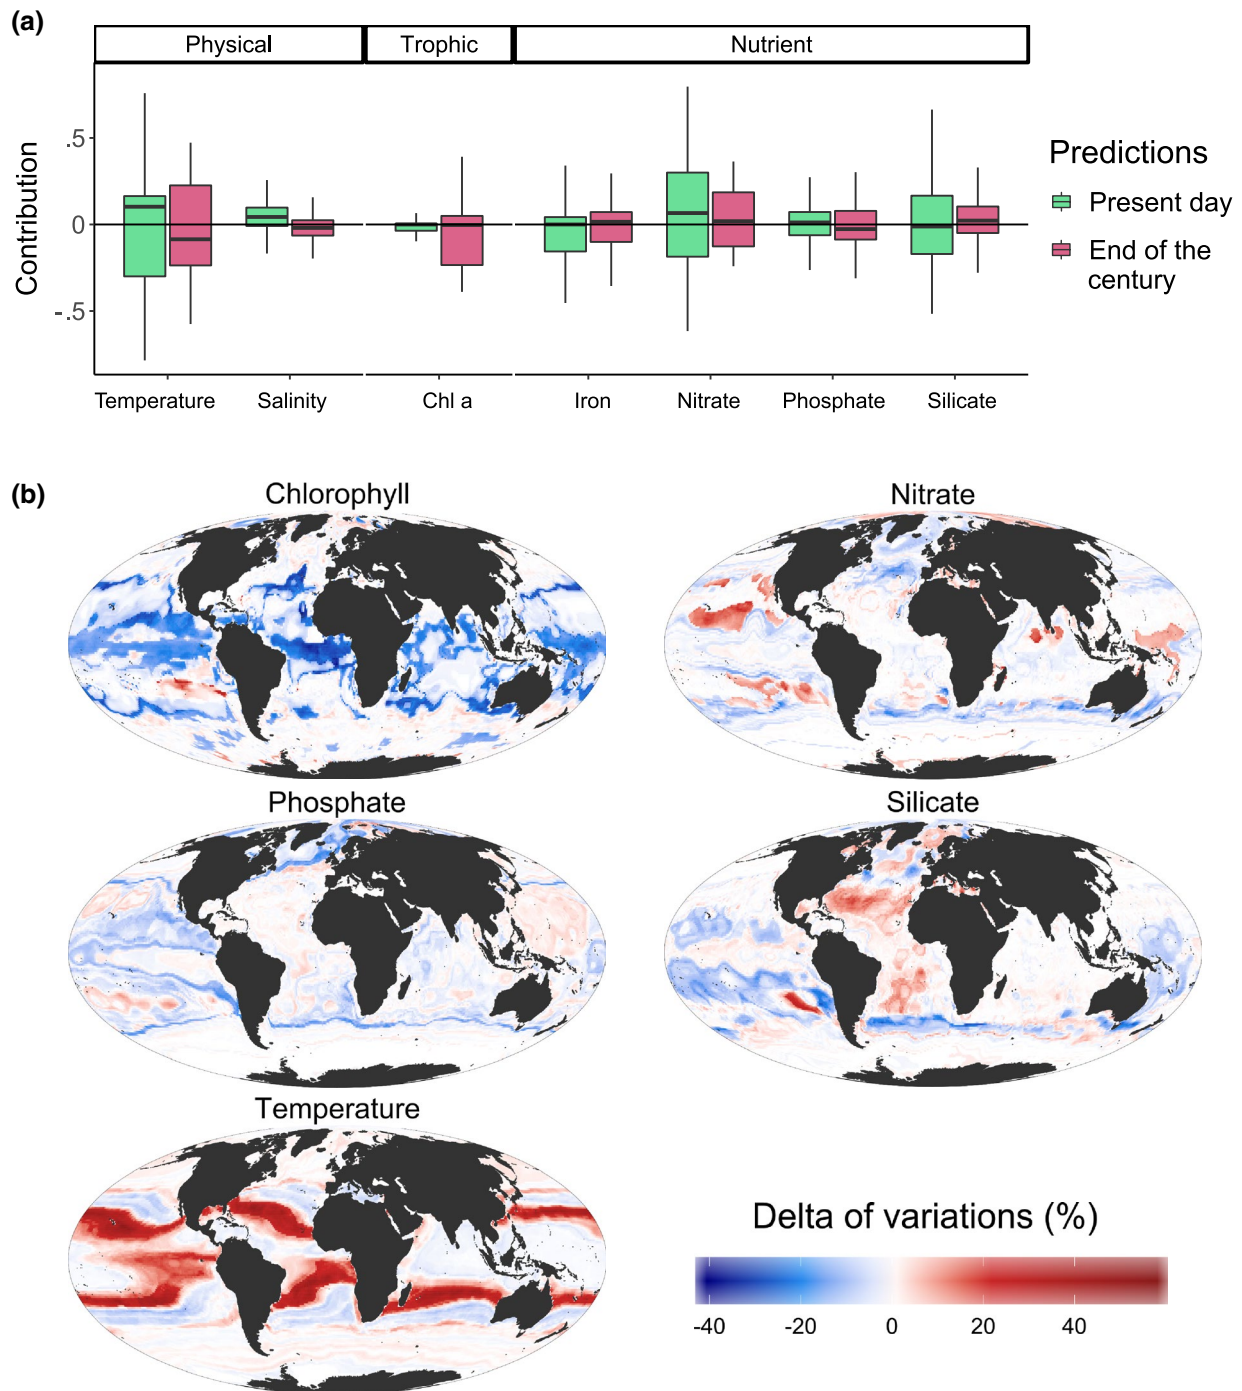 (a)
Physical Trophic Nutrient
.5
0
-.5
Contribution
Temperature Salinity Chl a Iron Nitrate Phosphate Silicate
Predictions
Present day
End of the
century
(b)
Chlorophyll Nitrate
Phosphate Silicate
Temperature
Delta of variations (%)
-40 -20 0 20 40